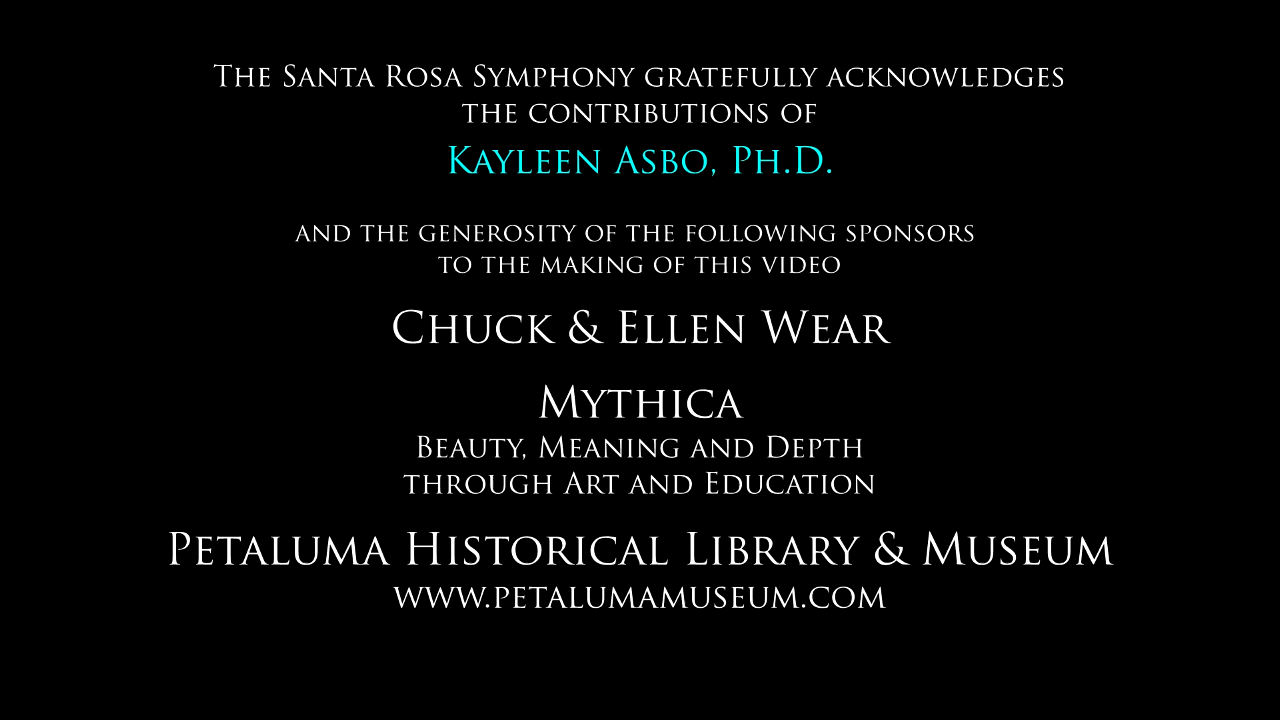 The Santa Rosa Symphony gratefully acknowledges
the contributions of
Kayleen Asbo, Ph.D.
and the generosity of the following sponsors
to the making of this video
Chuck & Ellen Wear
Mythica
Beauty, Meaning and Depth
through Art and Education
Petaluma Historical Library & Museum
www.petalumamuseum.com